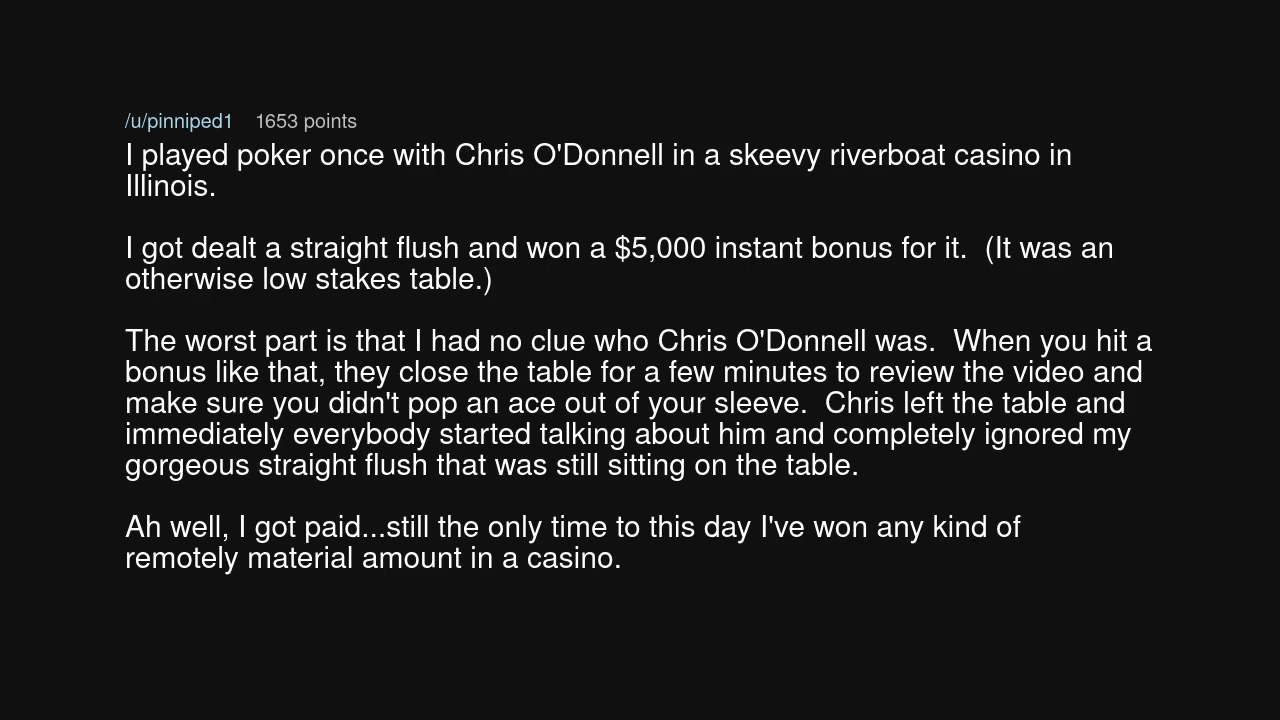 /u/pinniped1 1653 points
I played poker once with Chris O'Donnell in a skeevy riverboat casino in
Illinois.
I got dealt a straight flush and won a $5,000 instant bonus for it.  (It was an
otherwise low stakes table.)
The worst part is that I had no clue who Chris O'Donnell was.  When you hit a
bonus like that, they close the table for a few minutes to review the video and
make sure you didn't pop an ace out of your sleeve.  Chris left the table and
immediately everybody started talking about him and completely ignored my
gorgeous straight flush that was still sitting on the table.
Ah well, I got paid...still the only time to this day I've won any kind of
remotely material amount in a casino.